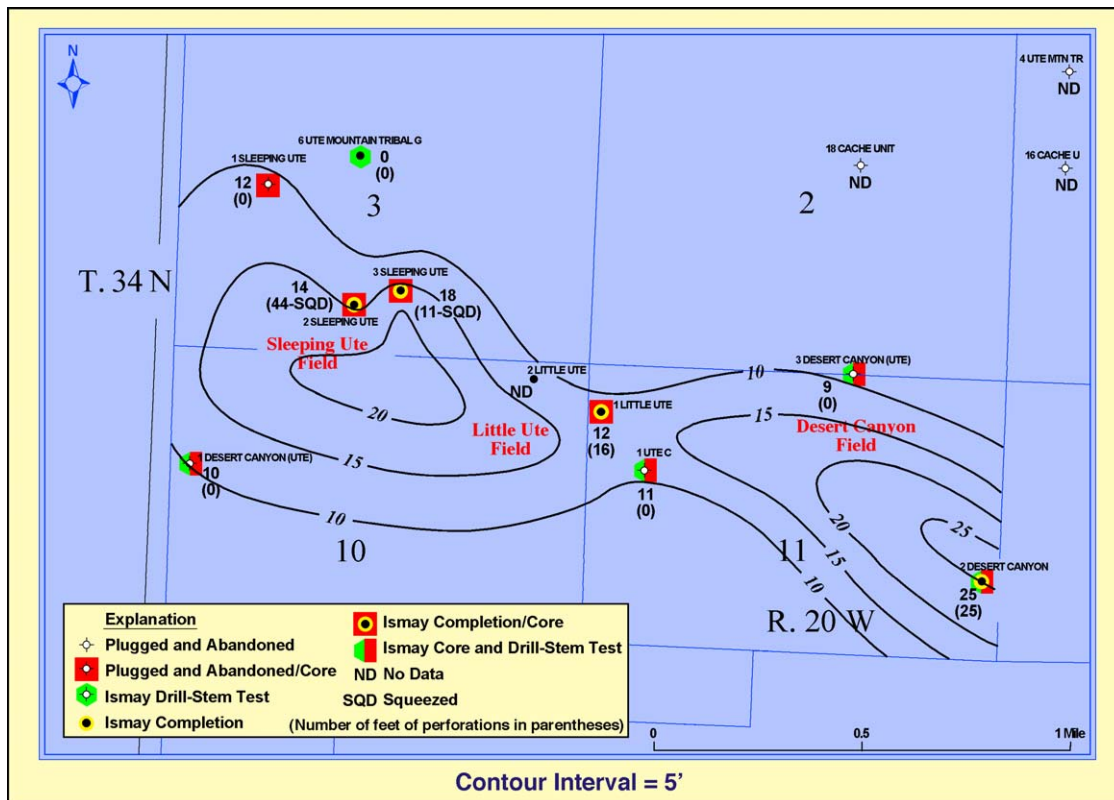 N
4 UTE MTN TR
ND
6 UTE MOUNTAIN TRIBAL G
0
(0)
1 SLEEPING UTE
12
(0)
18 CACHE UNIT
ND
16 CACHE U
ND
3
2
T. 34 N
3 SLEEPING UTE
14
(44-SQD)
18
(11-SQD)
2 SLEEPING UTE
Sleeping Ute
Field
2 LITTLE UTE
ND
10
3 DESERT CANYON (UTE)
9
(0)
20
1 LITTLE UTE
12
(16)
15
Little Ute
Field
Desert Canyon
Field
1 DESERT CANYON (UTE)
10
(0)
15
1 UTE C
11
(0)
10
20
25
10
11
15
10
2 DESERT CANYON
25
(25)
R. 20 W
Explanation
Plugged and Abandoned
Plugged and Abandoned/Core
Ismay Drill-Stem Test
Ismay Completion
Ismay Completion/Core
Ismay Core and Drill-Stem Test
ND No Data
SQD Squeezed
(Number of feet of perforations in parentheses)
0 0.5 1 Mile
Contour Interval = 5'